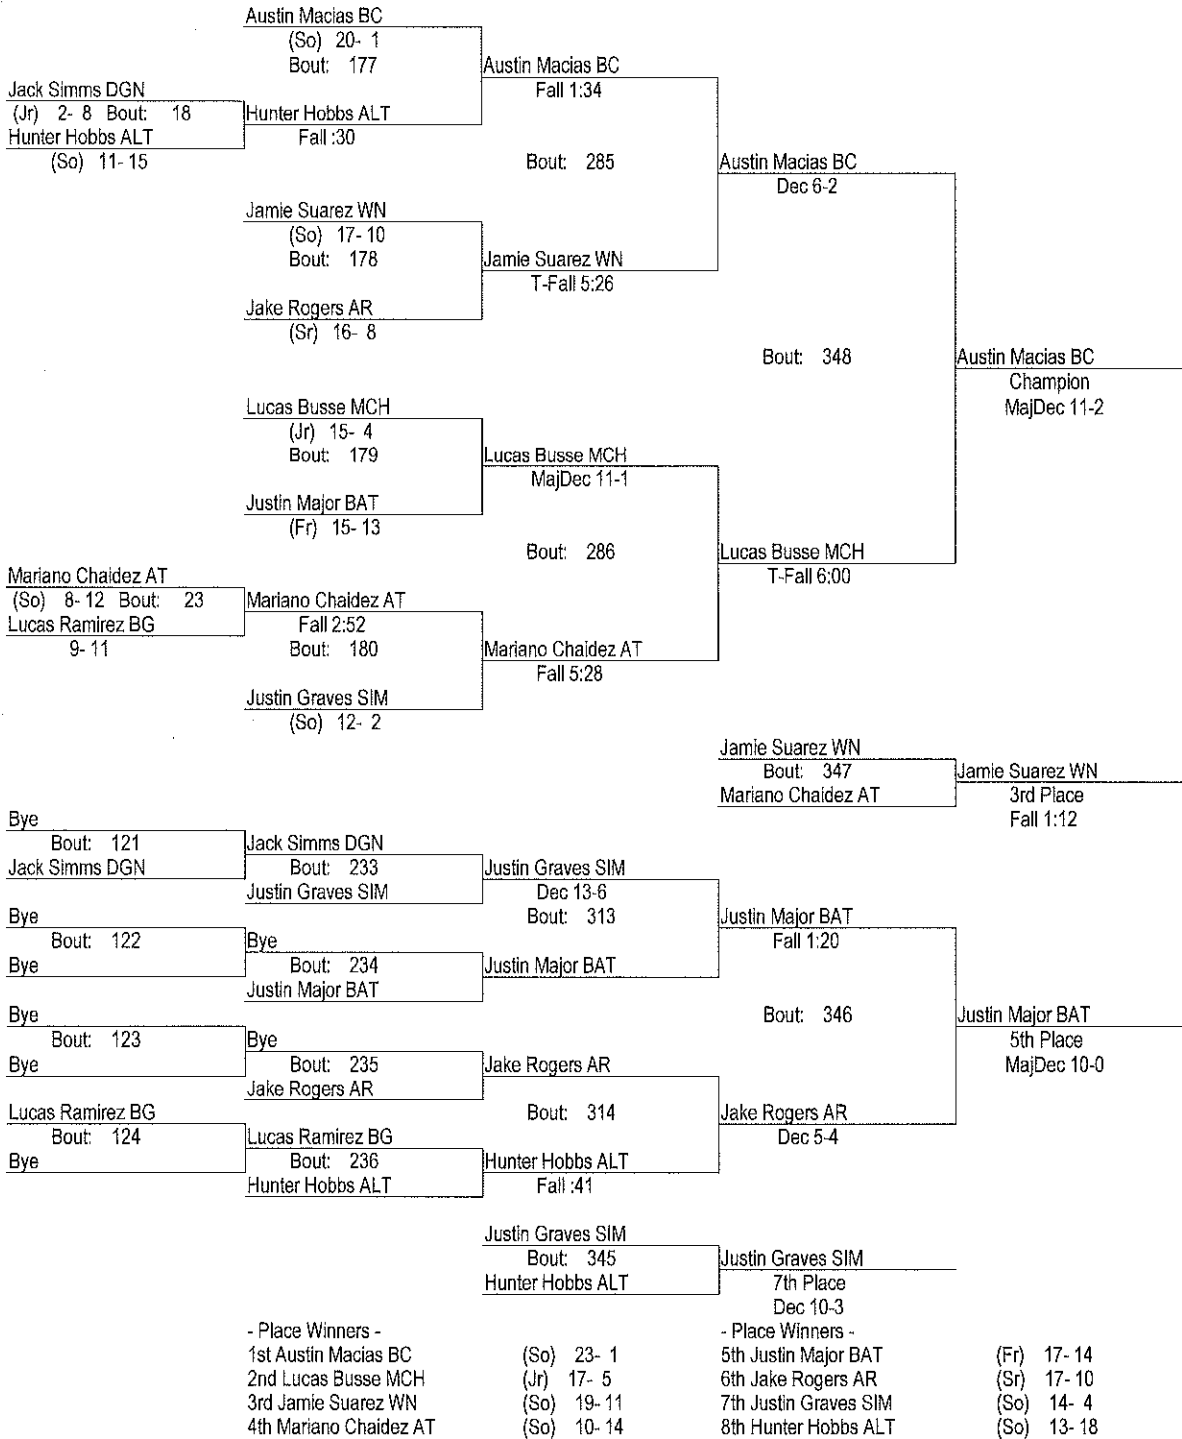 Austin Macias BC
(So) 20- 1
Bout: 177
Austin Macias BC
Fall 1:34
Jack Simms DGN
(Jr) 2- 8 Bout: 18
Hunter Hobbs ALT
Hunter Hobbs ALT
Fall :30
(So) 11- 15
Bout: 285
Austin Macias BC
Dec 6-2
Jamie Suarez WN
(So) 17- 10
Bout: 178
Jamie Suarez WN
T-Fall 5:26
Jake Rogers AR
(Sr) 16- 8
Bout: 348
Austin Macias BC
Champion
MajDec 11-2
Lucas Busse MCH
(Jr) 15- 4
Bout: 179
Lucas Busse MCH
MajDec 11-1
Justin Major BAT
(Fr) 15- 13
Bout: 286
Lucas Busse MCH
T-Fall 6:00
Mariano Chaidez AT
(So) 8- 12 Bout: 23
Lucas Ramirez BG
9- 11
Mariano Chaidez AT
Fall 2:52
Bout: 180
Mariano Chaidez AT
Fall 5:28
Justin Graves SIM
(So) 12- 2
Jamie Suarez WN
Bout: 347
Mariano Chaidez AT
Jamie Suarez WN
3rd Place
Fall 1:12
Bye
Bout: 121
Jack Simms DGN
Jack Simms DGN
Bout: 233
Justin Graves SIM
Justin Graves SIM
Dec 13-6
Bout: 313
Justin Major BAT
Fall 1:20
Bye
Bout: 122
Bye
Bye
Bout: 234
Justin Major BAT
Justin Major BAT
Bout: 346
Justin Major BAT
5th Place
MajDec 10-0
Bye
Bout: 123
Bye
Bye
Bout: 235
Jake Rogers AR
Jake Rogers AR
Bout: 314
Jake Rogers AR
Dec 5-4
Lucas Ramirez BG
Bout: 124
Bye
Lucas Ramirez BG
Bout: 236
Hunter Hobbs ALT
Hunter Hobbs ALT
Fall :41
Justin Graves SIM
Bout: 345
Hunter Hobbs ALT
Justin Graves SIM
7th Place
Dec 10-3
- Place Winners -
1st Austin Macias BC (So) 23- 1
2nd Lucas Busse MCH (Jr) 17- 5
3rd Jamie Suarez WN (So) 19- 11
4th Mariano Chaidez AT (So) 10- 14
- Place Winners -
5th Justin Major BAT (Fr) 17- 14
6th Jake Rogers AR (Sr) 17- 10
7th Justin Graves SIM (So) 14- 4
8th Hunter Hobbs ALT (So) 13- 18